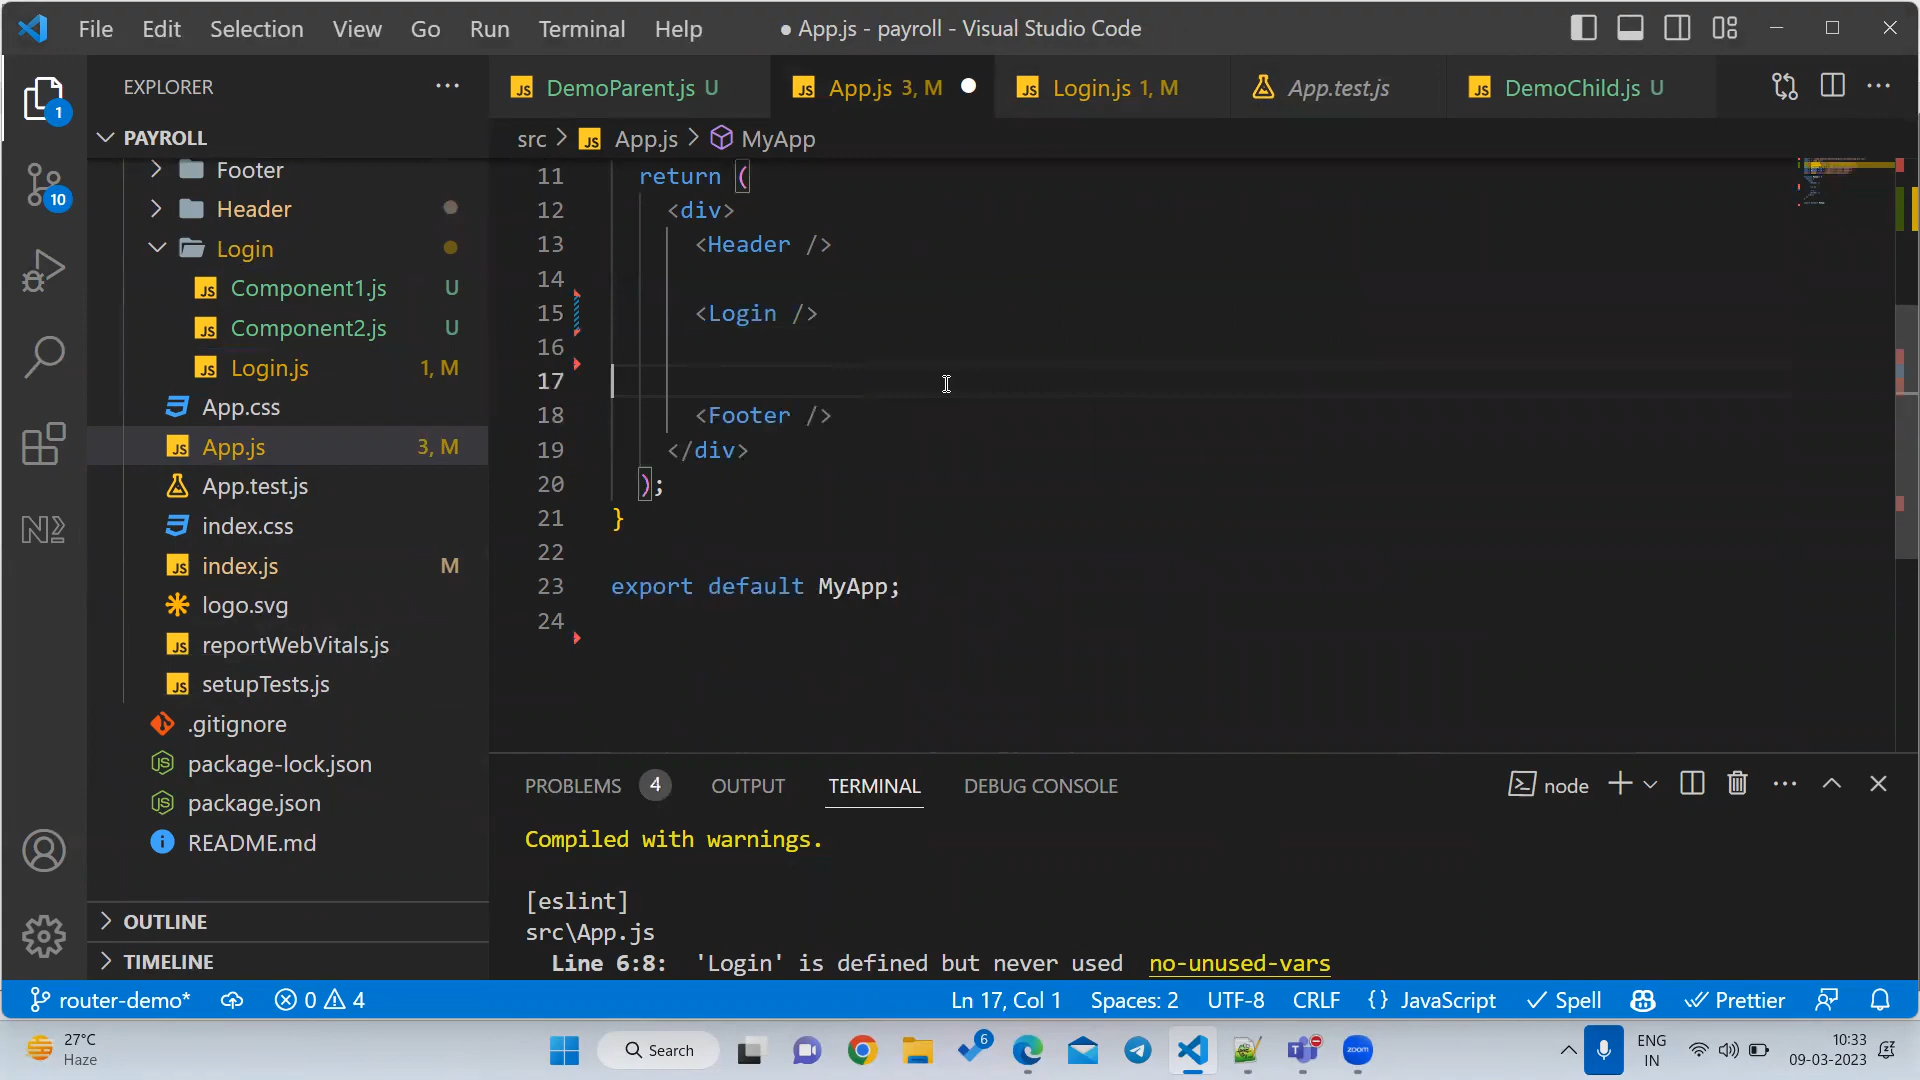 File Edit Selection View Go Run Terminal Help ● App.js - payroll - Visual Studio Code
EXPLORER ···
DemoParent.js U App.js 3, M Login.js 1, M App.test.js DemoChild.js U
1
PAYROLL
src > App.js > MyApp
Footer
Header
Login
Component1.js U
Component2.js U
Login.js 1, M
App.css
App.js 3, M
App.test.js
index.css
index.js M
logo.svg
reportWebVitals.js
setupTests.js
.gitignore
package-lock.json
package.json
README.md
OUTLINE
TIMELINE
10
11 return (
12 <div>
13 <Header />
14
15 <Login />
16
17
18 <Footer />
19 </div>
20 );
21 }
22
23 export default MyApp;
24
PROBLEMS 4 OUTPUT TERMINAL DEBUG CONSOLE node
Compiled with warnings.
[eslint]
src\App.js
Line 6:8: 'Login' is defined but never used no-unused-vars
router-demo* 0 4 Ln 17, Col 1 Spaces: 2 UTF-8 CRLF {} JavaScript Spell Prettier
27°C
Haze
Search
6
zoom
ENG
IN
10:33
09-03-2023